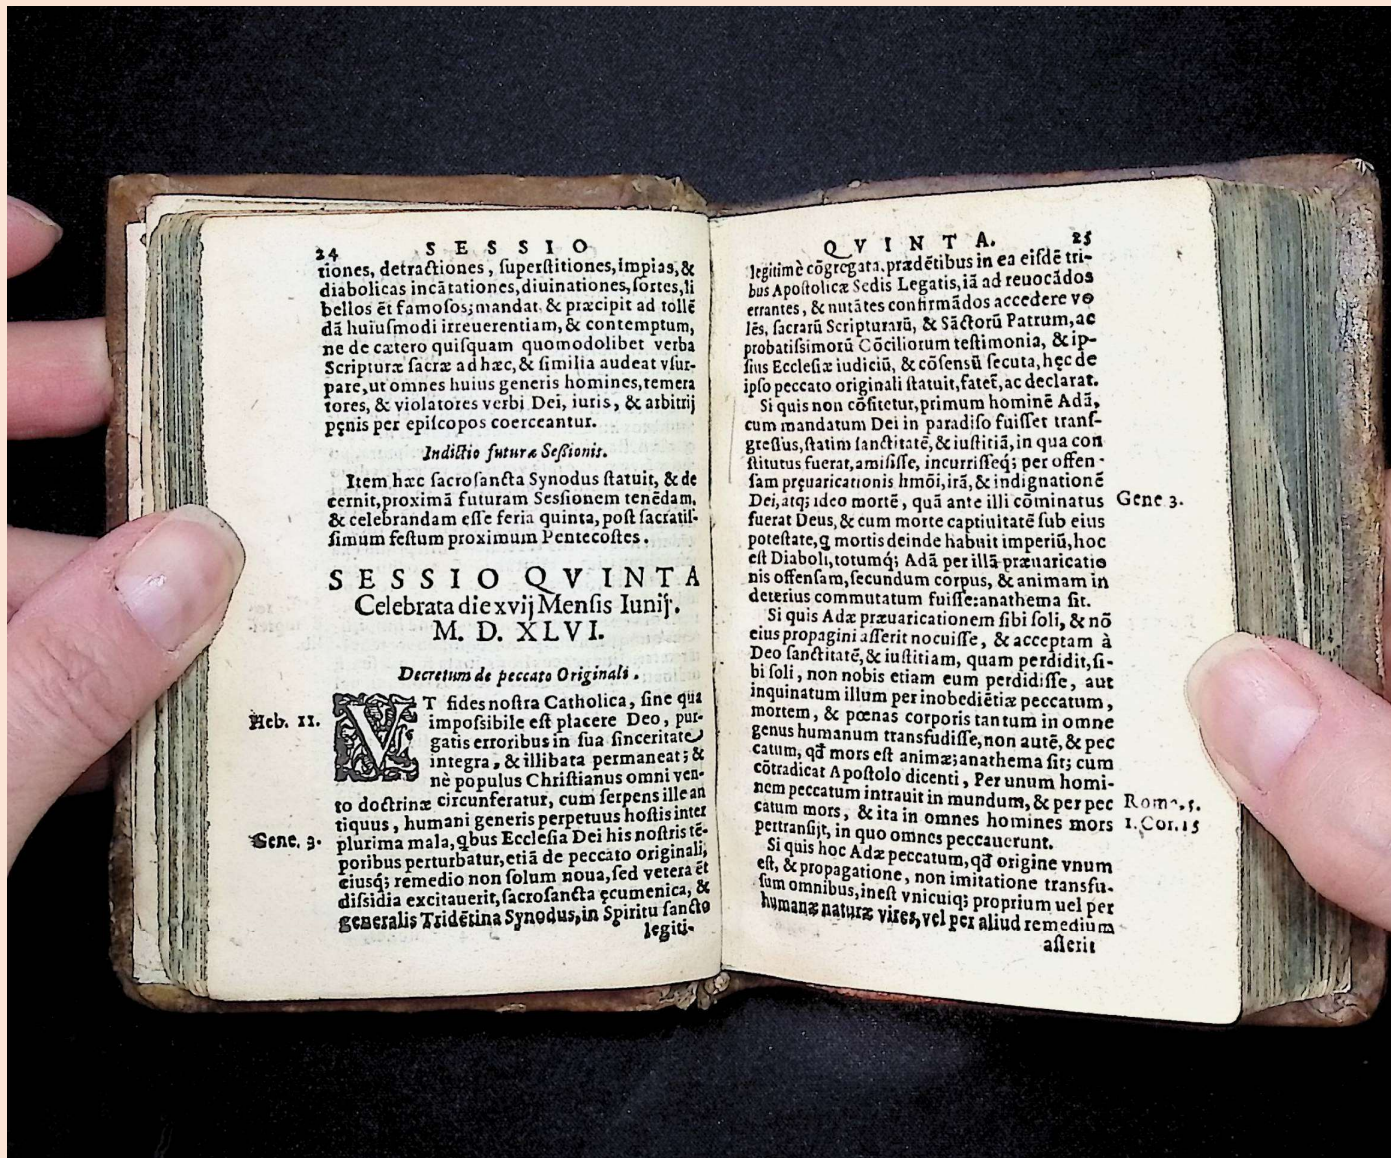 24 SESSIO
tiones, detractiones, ſuperſtitiones, impias, &
diabolicas incãtationes, diuinationes, ſortes, li
bellos ẽt famoſos; mandat, & præcipit ad tollẽ
dã huiuſmodi irreuerentiam, & contemptum,
ne de cætero quiſquam quomodolibet verba
Scripturæ ſacræ ad hæc, & ſimilia audeat vſur-
pare, ut omnes huius generis homines, temera
tores, & violatores verbi Dei, iuris, & arbitrij
pęnis per epiſcopos coerceantur.
Indictio futuræ Seſſionis.
Item hæc ſacroſancta Synodus ſtatuit, & de
cernit, proximã futuram Sesſionem tenẽdam,
& celebrandam eſſe feria quinta, poſt ſacratiſ-
ſimum feſtum proximum Pentecoſtes.
SESSIO QVINTA
Celebrata die xvij Menſis Iunij.
M. D. XLVI.
Decretum de peccato Originali.
VT fides noſtra Catholica, ſine qua
Heb. 11. impoſsibile eſt placere Deo, pur-
gatis erroribus in ſua ſinceritate
integra, & illibata permaneat; &
nè populus Chriſtianus omni ven-
to doctrinæ circunferatur, cum ſerpens ille an
tiquus, humani generis perpetuus hoſtis inter
Gene. 3. plurima mala, q̃bus Eccleſia Dei his noſtris tẽ-
poribus perturbatur, etiã de peccato originali,
eiusq́; remedio non ſolum noua, ſed vetera ẽt
diſsidia excitauerit, ſacroſancta ęcumenica, &
generalis Tridẽtina Synodus, in Spiritu ſancto
legiti-
QVINTA. 25
legitimè cõgregata. prædẽtibus in ea eiſdẽ tri-
bus Apoſtolicæ Sedis Legatis, iã ad reuocãdos
errantes, & nutãtes confirmãdos accedere vo
lẽs, ſacrarũ Scripturarũ, & Sãctorũ Patrum, ac
probatiſsimorũ Cõciliorum teſtimonia, & ip-
ſius Eccleſiæ iudiciũ, & cõſenſũ ſecuta, hęc de
ipſo peccato originali ſtatuit, fatet̃, ac declarat.
Si quis non cõfitetur, primum hominẽ Adã,
cum mandatum Dei in paradiſo fuiſſet tranſ-
greſſus, ſtatim ſanctitatẽ, & iuſtitiã, in qua con
ſtitutus fuerat, amiſiſſe, incurriſſeq́; per offen-
ſam pręuaricationis hmõi, irã, & indignationẽ
Dei, atq; ideo mortẽ, quã ante illi cõminatus Gene 3.
fuerat Deus, & cum morte captiuitatẽ ſub eius
poteſtate, q̃ mortis deinde habuit imperiũ, hoc
eſt Diaboli, totumq́; Adã per illã præuaricatio
nis offenſam, ſecundum corpus, & animam in
deterius commutatum fuiſſe: anathema ſit.
Si quis Adæ præuaricationem ſibi ſoli, & nõ
eius propagini aſſerit nocuiſſe, & acceptam à
Deo ſanctitatẽ, & iuſtitiam, quam perdidit, ſi-
bi ſoli, non nobis etiam eum perdidiſſe, aut
inquinatum illum per inobediẽtiæ peccatum,
mortem, & pœnas corporis tantum in omne
genus humanum transfudiſſe, non autẽ, & pec
catum, qđ mors eſt animæ; anathema ſit; cum
cõtradicat Apoſtolo dicenti, Per unum homi-
nem peccatum intrauit in mundum, & per pec Rom. 5.
catum mors, & ita in omnes homines mors 1. Cor. 15
pertranſijt, in quo omnes peccauerunt.
Si quis hoc Adæ peccatum, qđ origine vnum
eſt, & propagatione, non imitatione transfu-
ſum omnibus, ineſt vnicuiq; proprium uel per
humanæ naturæ vires, vel per aliud remedium
aſſerit